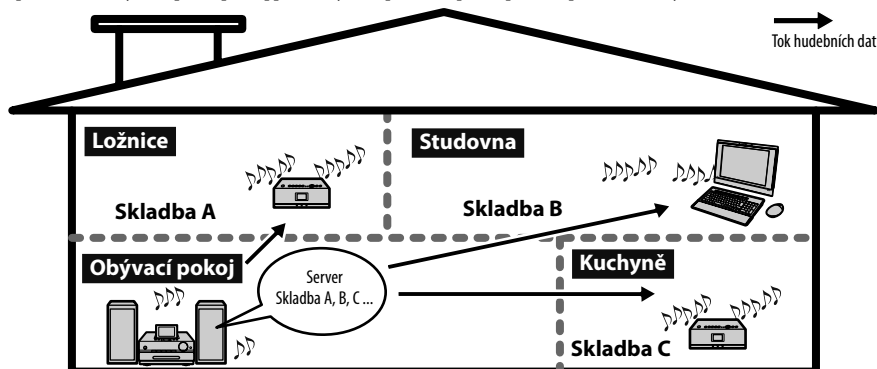 Tok hudebních dat
Ložnice
Studovna
Skladba A
Skladba B
Obývací pokoj
Server
Skladba A, B, C ...
Kuchyně
Skladba C